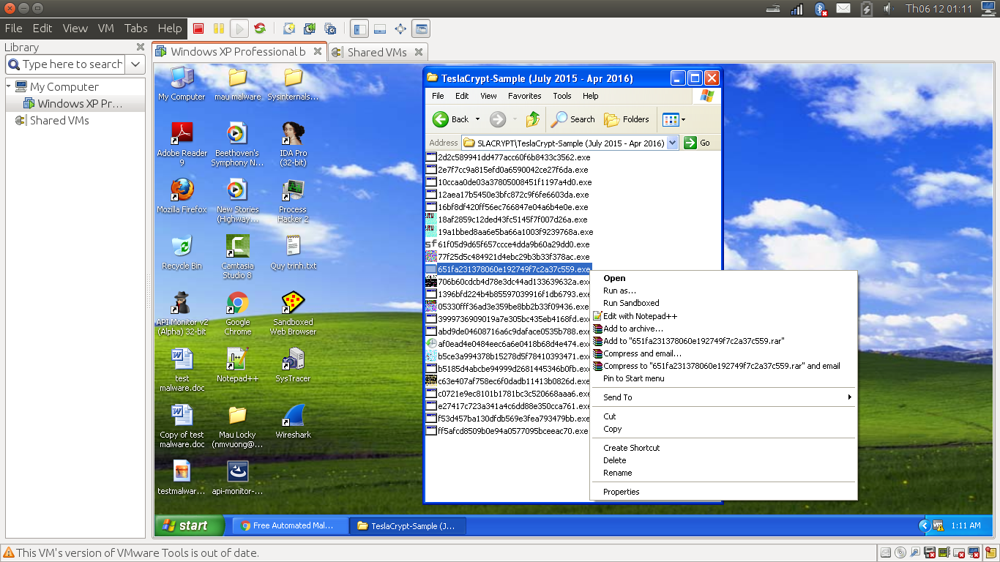 Th06 12 01:11
File Edit View VM Tabs Help
Library
Type here to search
My Computer
Windows XP Pr...
Shared VMs
Windows XP Professional b
Shared VMs
My Computer
mau malware
Sysinternals...
Adobe Reader
9
Beethoven's
Symphony N...
IDA Pro
(32-bit)
Mozilla Firefox
New Stories
(Highway...
Process
Hacker 2
Recycle Bin
Camtasia
Studio 8
Quy trinh.txt
API Monitor v2
(Alpha) 32-bit
Google
Chrome
Sandboxed
Web Browser
test
malware.doc
Notepad++
SysTracer
Copy of test
malware.doc
Mau Locky
(nmvuong@...
Wireshark
testmalwar...
api-monitor-...
TeslaCrypt-Sample (July 2015 - Apr 2016)
File Edit View Favorites Tools Help
Back Search Folders
Address SLACRYPT\TeslaCrypt-Sample (July 2015 - Apr 2016) Go
2d2c589941dd477acc60f6b8433c3562.exe
2e7f7cc9a815efd0a6590042ce27f6da.exe
10ccaa0de03a37805008451f1197a4d0.exe
12aea17b5450e3bfc872c9f6fe6603da.exe
16bf8df420ff56ec766847e04a6b4e0e.exe
18af2859c12ded43fc5145f7f007d26a.exe
19a1bbed8aa6e5ba66a1003f9239768a.exe
61f05d9d65f657ccce4dda9b60a29dd0.exe
77f25d5c484921d4ebc29b3b33f378ac.exe
651fa231378060e192749f7c2a37c559.exe
706b60cdcb4d78e3dc44ad133639632a.exe
1396bfd224b4b85597039916f1db6793.exe
05330fff36ad3e359be8bb2b33f09436.exe
3999736909019a7e305bc435eb4168fd.exe
abd9de04608716a6c9daface0535b788.exe
af0ead4e0484eec6a6e0418b68d4e474.exe
b5ce3a994378b15278d5f78410393471.exe
b5185d4abcbe94999d2681445346b0fb.exe
c63e407af758ec6f0dadb11413b0826d.exe
c0721e9ec8101b1781bc3c520668aaa6.exe
e27417c723a341a4c6dd88e350cca761.exe
f53d457ba130dfdb569e3fea793479bb.exe
ff5afcd8509b0e94a0577095bceeac70.exe
Open
Run as...
Run Sandboxed
Edit with Notepad++
Add to archive...
Add to "651fa231378060e192749f7c2a37c559.rar"
Compress and email...
Compress to "651fa231378060e192749f7c2a37c559.rar" and email
Pin to Start menu
Send To
Cut
Copy
Create Shortcut
Delete
Rename
Properties
start
Free Automated Mal...
TeslaCrypt-Sample (J...
1:11 AM
This VM's version of VMware Tools is out of date.